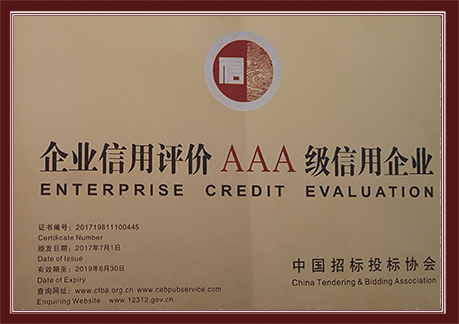 信
企业信用评价 AAA 级信用企业
ENTERPRISE CREDIT EVALUATION
证书编号：201719811100445
Certificate Number
颁发日期：2017年7月1日
Date of Issue
有效期至：2019年6月30日
Date of Expiry
查询网址：www.cfba.org.cn www.cebpubservice.com
Enquiring Website www.12312.gov.cn
中国招标投标协会
China Tendering & Bidding Association